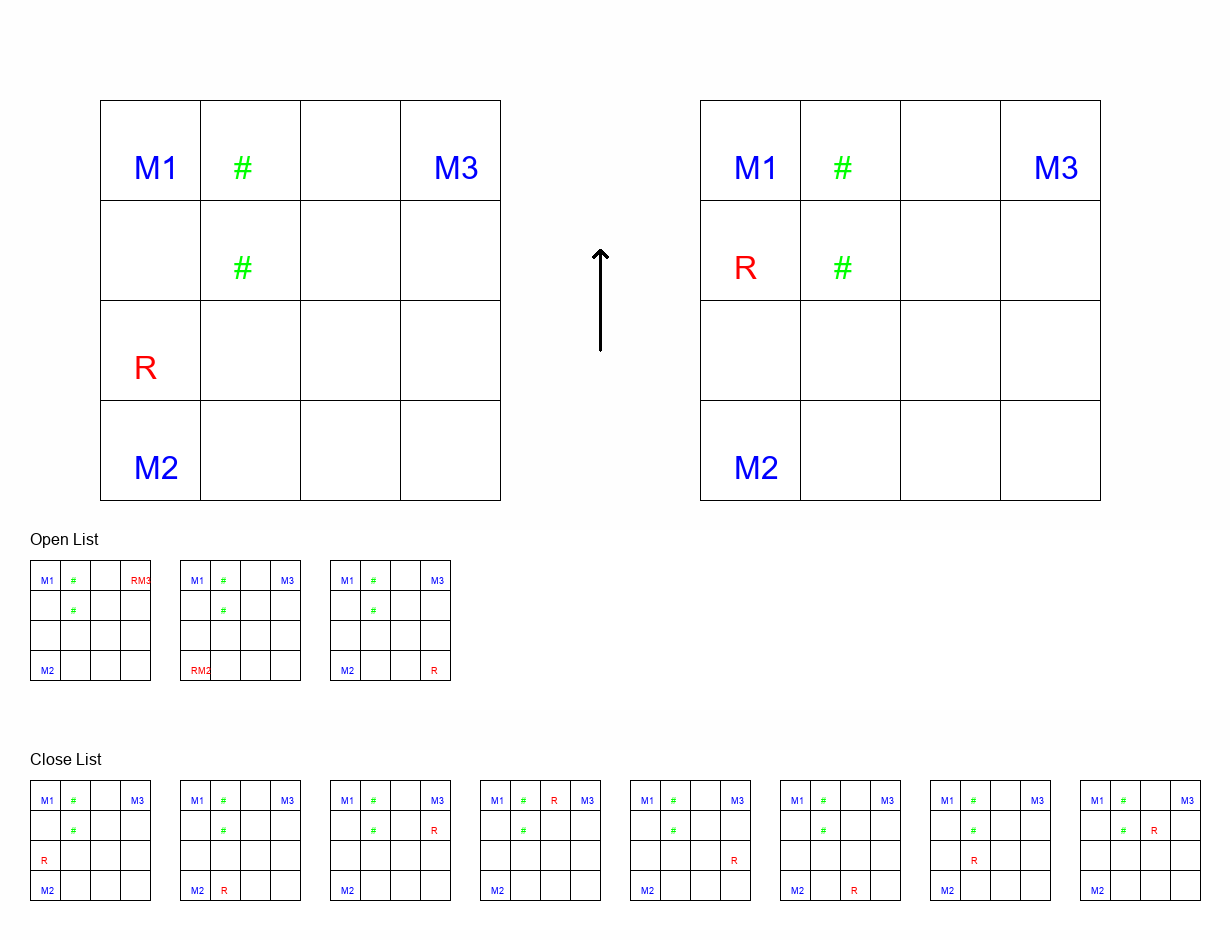 M1 # M3 M1 # M3
# R #
R
M2 M2
Open List
M1 # RM3 M1 # M3 M1 # M3
# # #
M2 RM2 M2 R
Close List
M1 # M3 M1 # M3 M1 # M3 M1 # R M3 M1 # M3 M1 # M3 M1 # M3 M1 # M3
# # # R # # # # # R
R R R
M2 M2 R M2 M2 M2 M2 R M2 M2